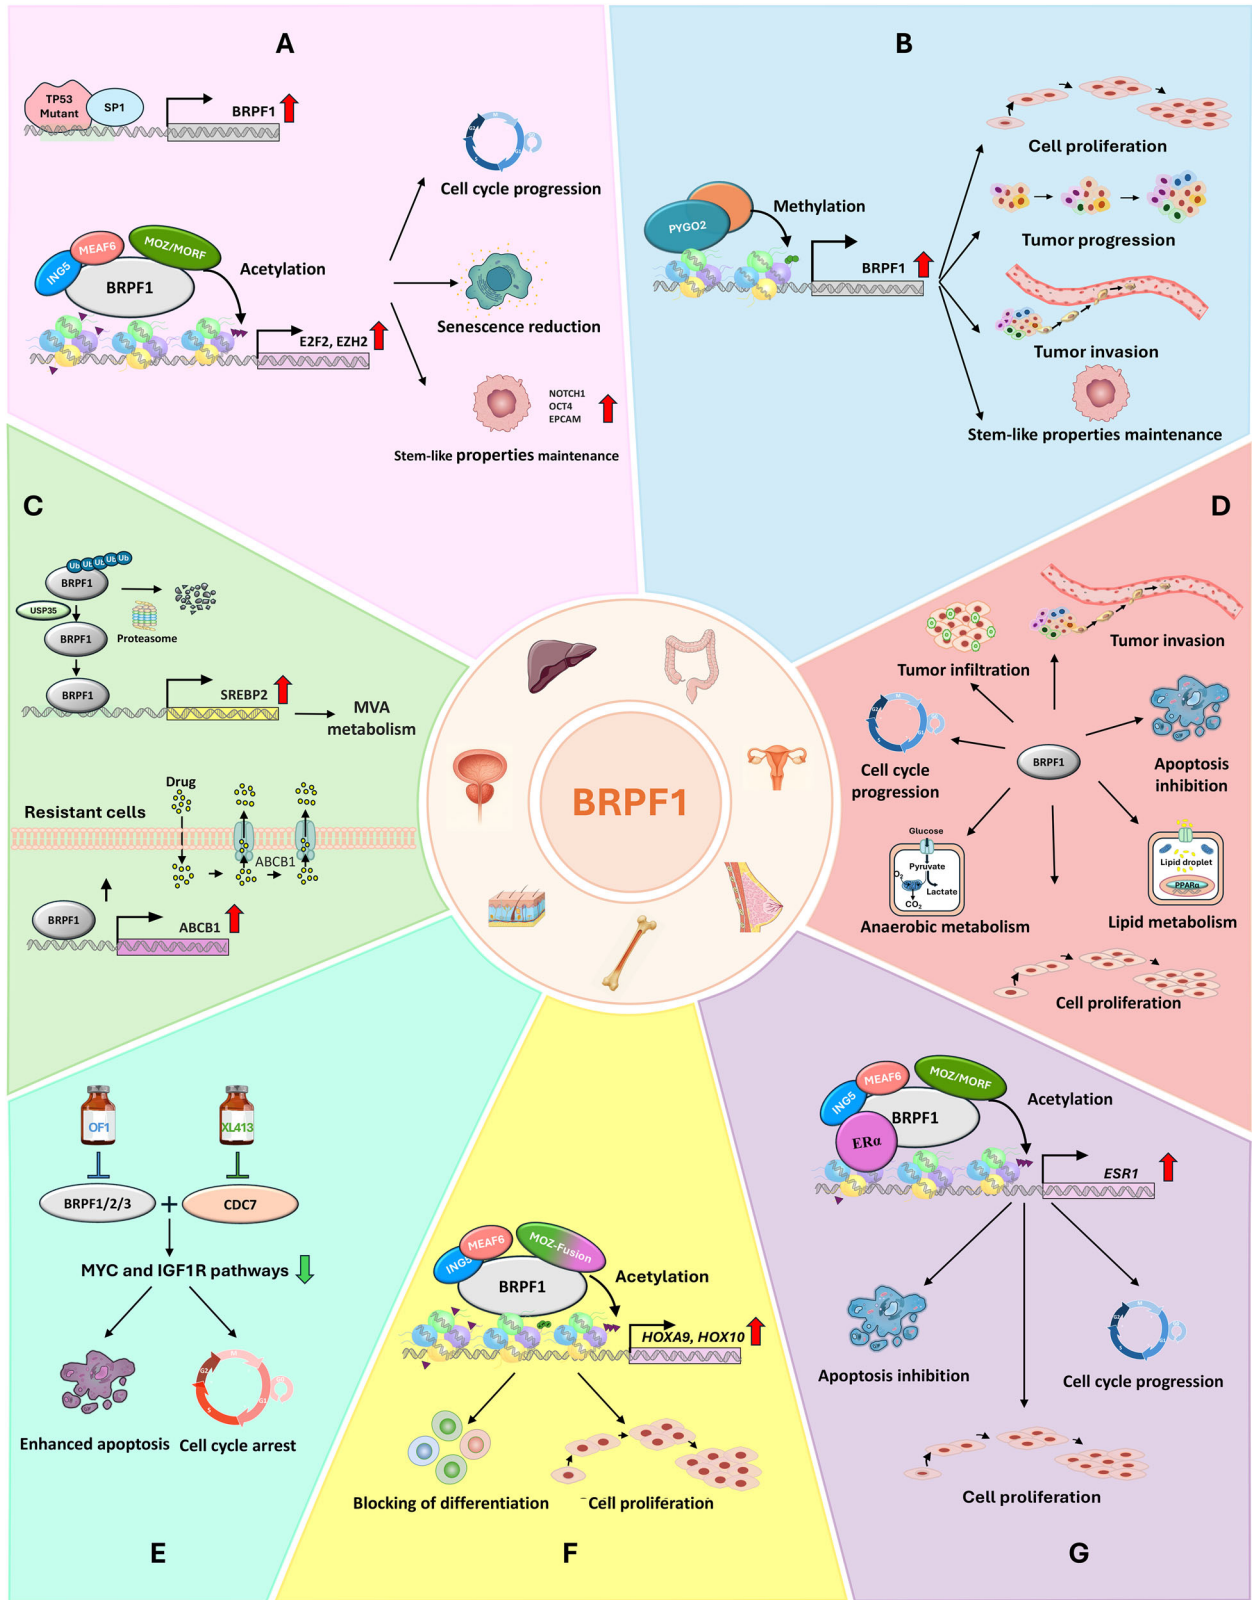 A
TP53
Mutant
SP1
BRPF1
Cell cycle progression
MEAF6
MOZ/MORF
ING5
BRPF1
Acetylation
E2F2, EZH2
Senescence reduction
NOTCH1
OCT4
EPCAM
Stem-like properties maintenance
B
PYGO2
Methylation
BRPF1
Cell proliferation
Tumor progression
Tumor invasion
Stem-like properties maintenance
C
Ub Ub Ub Ub Ub
BRPF1
USP35
BRPF1
Proteasome
BRPF1
SREBP2
MVA
metabolism
Drug
Resistant cells
ABCB1
BRPF1
ABCB1
D
Tumor invasion
Tumor infiltration
Cell cycle
progression
BRPF1
Apoptosis
inhibition
Glucose
Pyruvate
O2
Lactate
CO2
Anaerobic metabolism
Lipid droplet
PPARα
Lipid metabolism
Cell proliferation
BRPF1
OF1
XL413
BRPF1/2/3
+
CDC7
MYC and IGF1R pathways
G2
G1
S
Enhanced apoptosis
Cell cycle arrest
E
MEAF6
MOZ-Fusion
ING5
BRPF1
Acetylation
HOXA9, HOX10
Blocking of differentiation
Cell proliferation
F
MEAF6
MOZ/MORF
ING5
BRPF1
ERα
Acetylation
ESR1
Apoptosis inhibition
Cell cycle progression
Cell proliferation
G